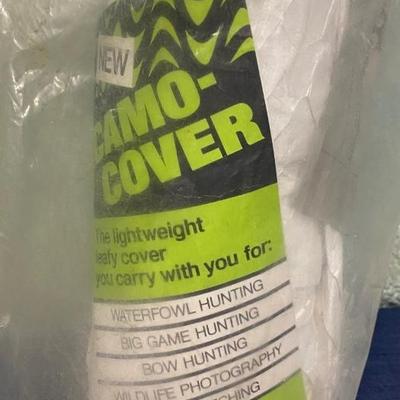 NEW
CAMO-
COVER
The lightweight
leafy cover
you carry with you for:
WATERFOWL HUNTING
BIG GAME HUNTING
BOW HUNTING
WILDLIFE PHOTOGRAPHY